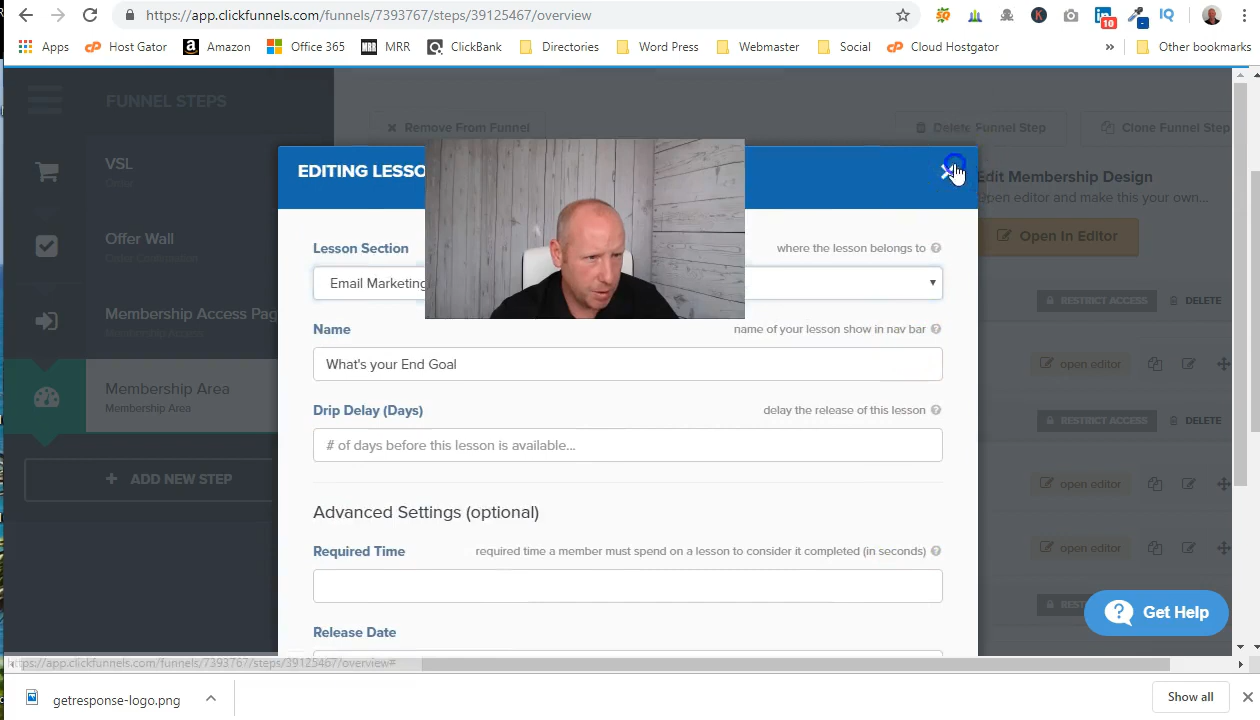 https://app.clickfunnels.com/funnels/7393767/steps/39125467/overview
10
Apps
Host Gator
Amazon
Office 365
MRR
MRR
ClickBank
Directories
Word Press
Webmaster
Social
Cloud Hostgator
»
Other bookmarks
FUNNEL STEPS
VSL
Order
Offer Wall
Order Confirmation
Membership Access Pag
Membership Access
Membership Area
Membership Area
+ ADD NEW STEP
Remove From Funnel
Delete Funnel Step
Clone Funnel Step
EDITING LESSO
Edit Membership Design
Open editor and make this your own...
Open In Editor
Lesson Section
where the lesson belongs to
Email Marketing
RESTRICT ACCESS
DELETE
Name
name of your lesson show in nav bar
What's your End Goal
open editor
Drip Delay (Days)
delay the release of this lesson
# of days before this lesson is available...
RESTRICT ACCESS
DELETE
open editor
Advanced Settings (optional)
Required Time
required time a member must spend on a lesson to consider it completed (in seconds)
open editor
Release Date
Get Help
https://app.clickfunnels.com/funnels/7393767/steps/39125467/overview#
getresponse-logo.png
Show all